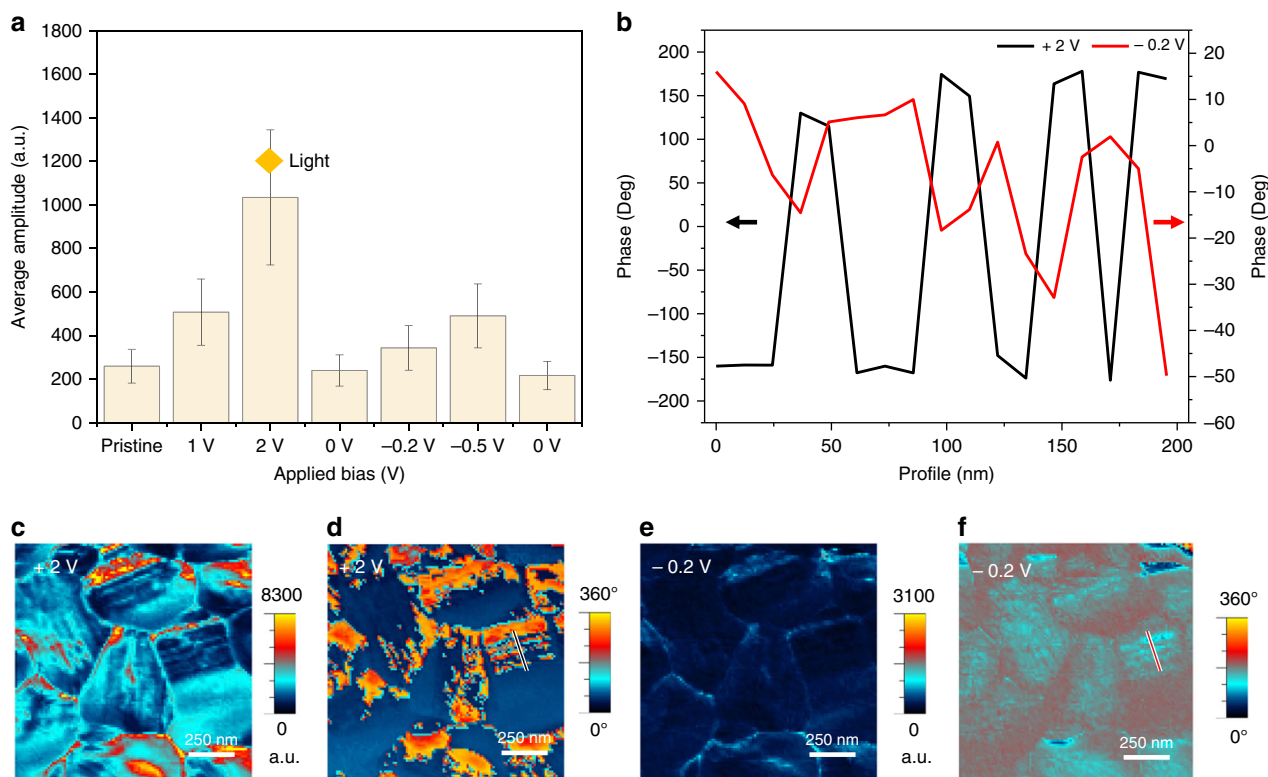 a
1800
1600
1400
1200
1000
800
600
400
200
0
Average amplitude (a.u.)
Light
Pristine 1 V 2 V 0 V –0.2 V –0.5 V 0 V
Applied bias (V)
b
+ 2 V – 0.2 V
200
150
100
50
0
–50
–100
–150
–200
Phase (Deg)
20
10
0
–10
–20
–30
–40
–50
–60
Phase (Deg)
0 50 100 150 200
Profile (nm)
c
+ 2 V
250 nm
8300
0
a.u.
d
+ 2 V
250 nm
360°
0°
e
– 0.2 V
250 nm
3100
0
a.u.
f
– 0.2 V
250 nm
360°
0°